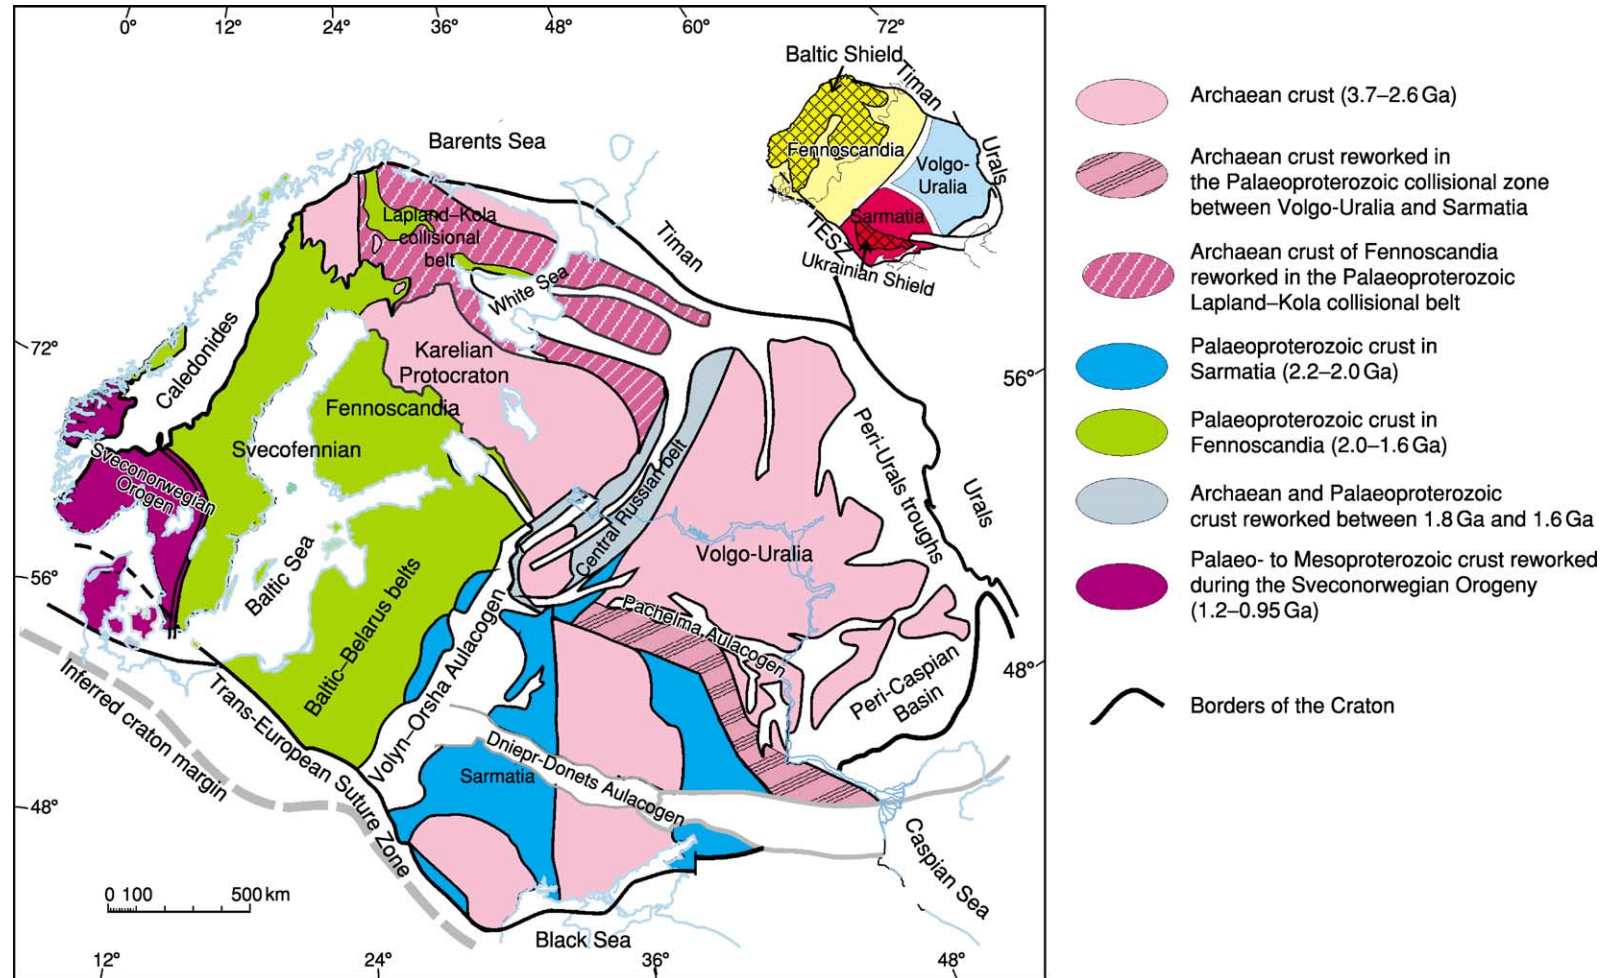 0°
12°
24°
36°
48°
60°
72°
Baltic Shield
Timan
Urals
Fennoscandia
Volgo-
Uralia
Sarmatia
TES
Ukrainian Shield
Barents Sea
Lapland–Kola
collisional
belt
Timan
White Sea
72°
Caledonides
Karelian
Protocraton
56°
Fennoscandia
Svecofennian
Peri-Urals troughs
Urals
Sveconorwegian
Orogen
Central Russian belt
Volgo-Uralia
56°
Baltic Sea
Baltic–Belarus belts
Pachelma Aulacogen
48°
Volyn–Orsha Aulacogen
Peri-Caspian
Basin
Inferred craton margin
Trans-European Suture Zone
Dniepr-Donets Aulacogen
Sarmatia
48°
Caspian Sea
0 100 500 km
Black Sea
12°
24°
36°
48°
Archaean crust (3.7–2.6 Ga)
Archaean crust reworked in
the Palaeoproterozoic collisional zone
between Volgo-Uralia and Sarmatia
Archaean crust of Fennoscandia
reworked in the Palaeoproterozoic
Lapland–Kola collisional belt
Palaeoproterozoic crust in
Sarmatia (2.2–2.0 Ga)
Palaeoproterozoic crust in
Fennoscandia (2.0–1.6 Ga)
Archaean and Palaeoproterozoic
crust reworked between 1.8 Ga and 1.6 Ga
Palaeo- to Mesoproterozoic crust reworked
during the Sveconorwegian Orogeny
(1.2–0.95 Ga)
Borders of the Craton